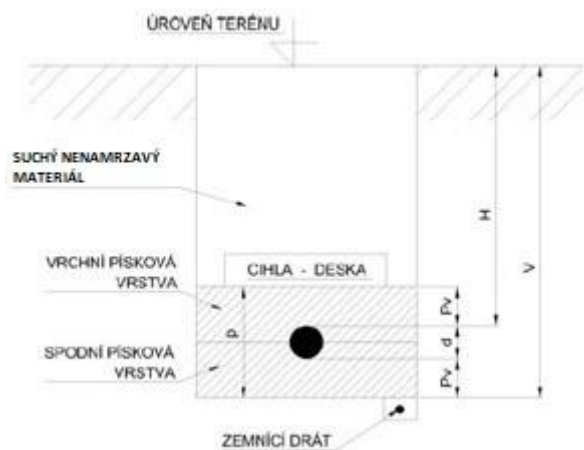 ÚROVEŇ TERÉNU
SUCHÝ NENAMRZAVÝ
MATERIÁL
H
V
VRCHNÍ PÍSKOVÁ
VRSTVA
CIHLA - DESKA
Pv
p
d
SPODNÍ PÍSKOVÁ
VRSTVA
Pv
ZEMNÍCÍ DRÁT